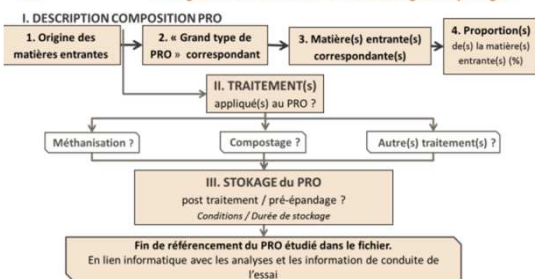 I. DESCRIPTION COMPOSITION PRO
1. Origine des
matières entrantes
2. « Grand type de
PRO » correspondant
3. Matière(s) entrante(s)
correspondante(s)
4. Proportion(s)
de(s) la matière(s)
entrante(s) (%)
II. TRAITEMENT(s)
appliqué(s) au PRO ?
Méthanisation ?
Compostage ?
Autre(s) traitement(s) ?
III. STOKAGE du PRO
post traitement / pré-épandage ?
Conditions / Durée de stockage
Fin de référencement du PRO étudié dans le fichier.
En lien informatique avec les analyses et les information de conduite de
l'essai